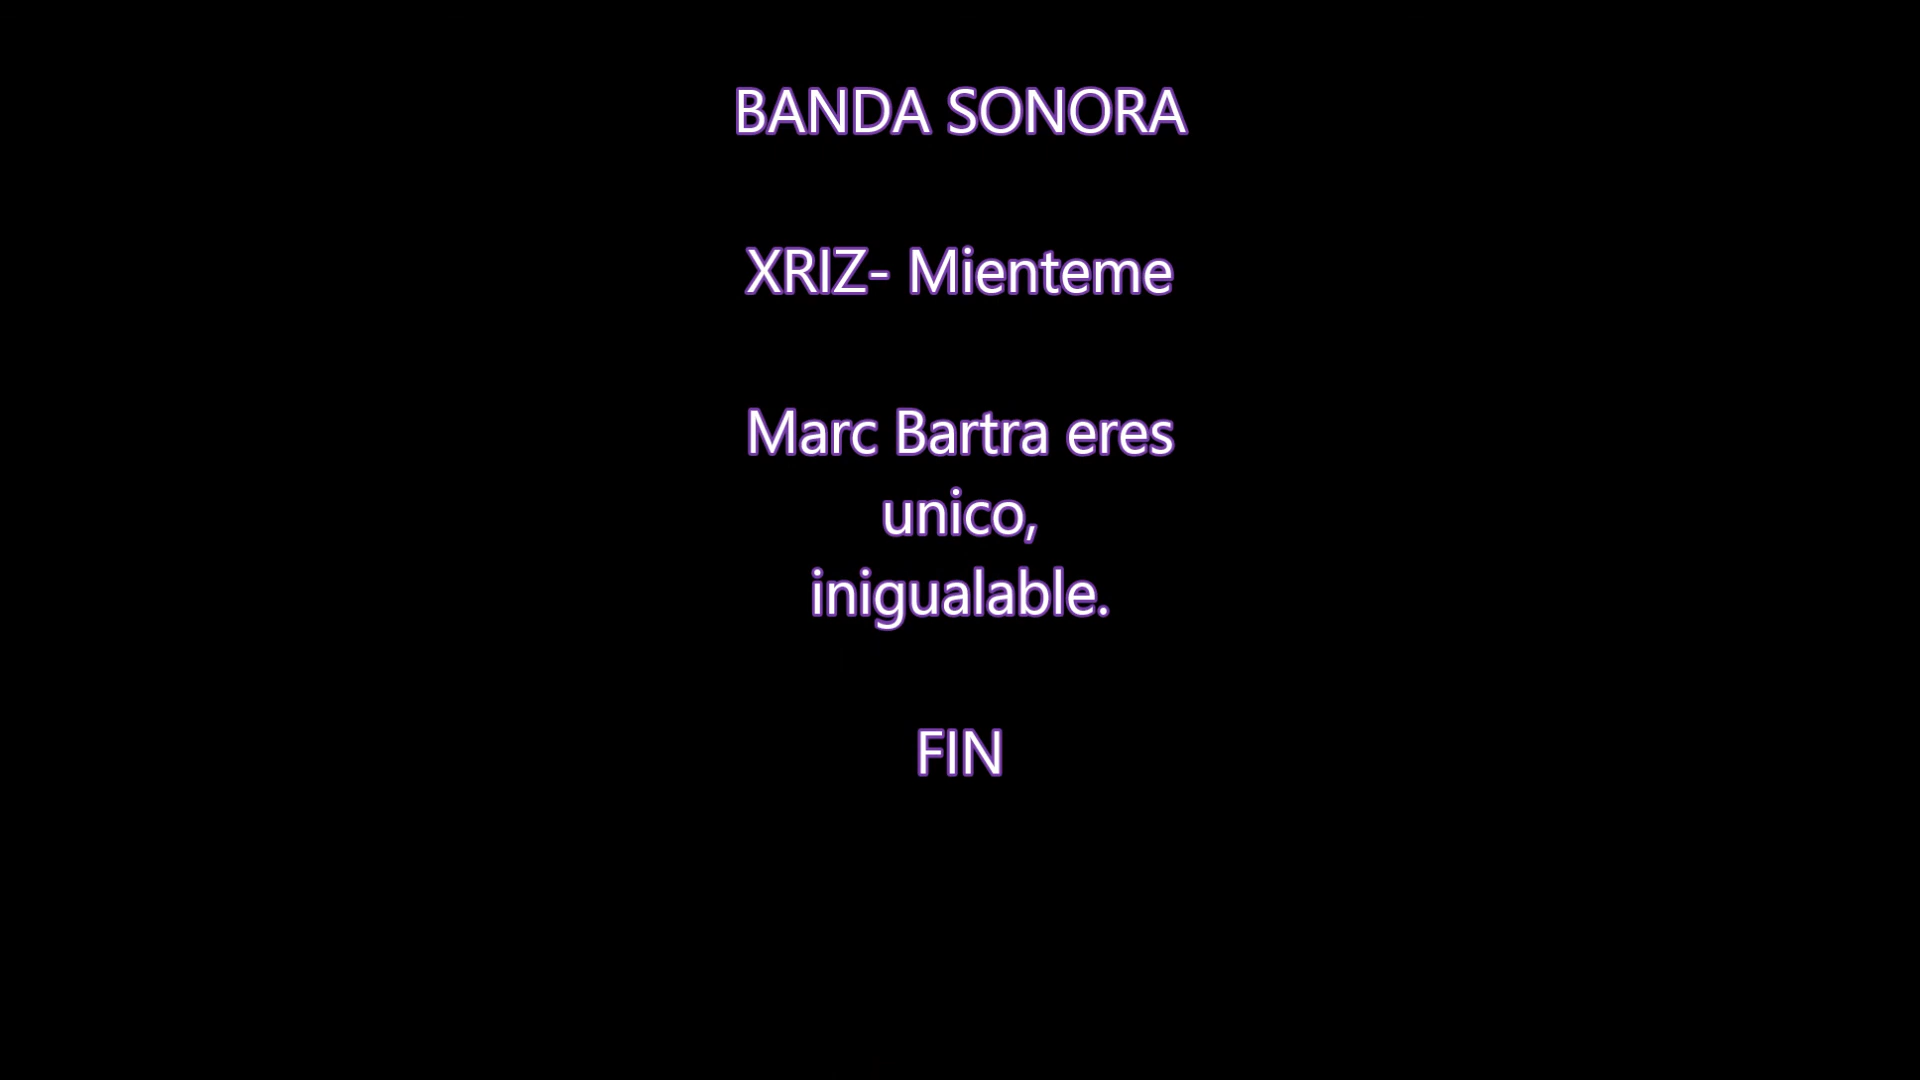 BANDA SONORA
XRIZ- Mienteme
Marc Bartra eres
unico,
inigualable.
FIN